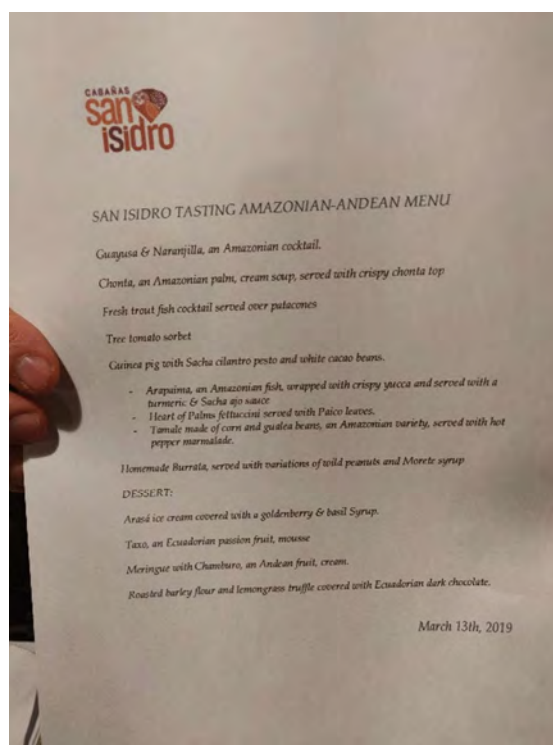 CABAÑAS
san
isidro
SAN ISIDRO TASTING AMAZONIAN-ANDEAN MENU
Guayusa & Naranjilla, an Amazonian cocktail.
Chonta, an Amazonian palm, cream soup, served with crispy chonta top
Fresh trout fish cocktail served over patacones
Tree tomato sorbet
Guinea pig with Sacha cilantro pesto and white cacao beans.
- Arapaima, an Amazonian fish, wrapped with crispy yucca and served with a
turmeric & Sacha ajo sauce
- Heart of Palms fettuccini served with Paico leaves.
- Tamale made of corn and gualea beans, an Amazonian variety, served with hot
pepper marmalade.
Homemade Burrata, served with variations of wild peanuts and Morete syrup
DESSERT:
Arasá ice cream covered with a goldenberry & basil Syrup.
Taxo, an Ecuadorian passion fruit, mousse
Meringue with Chamburo, an Andean fruit, cream.
Roasted barley flour and lemongrass truffle covered with Ecuadorian dark chocolate.
March 13th, 2019